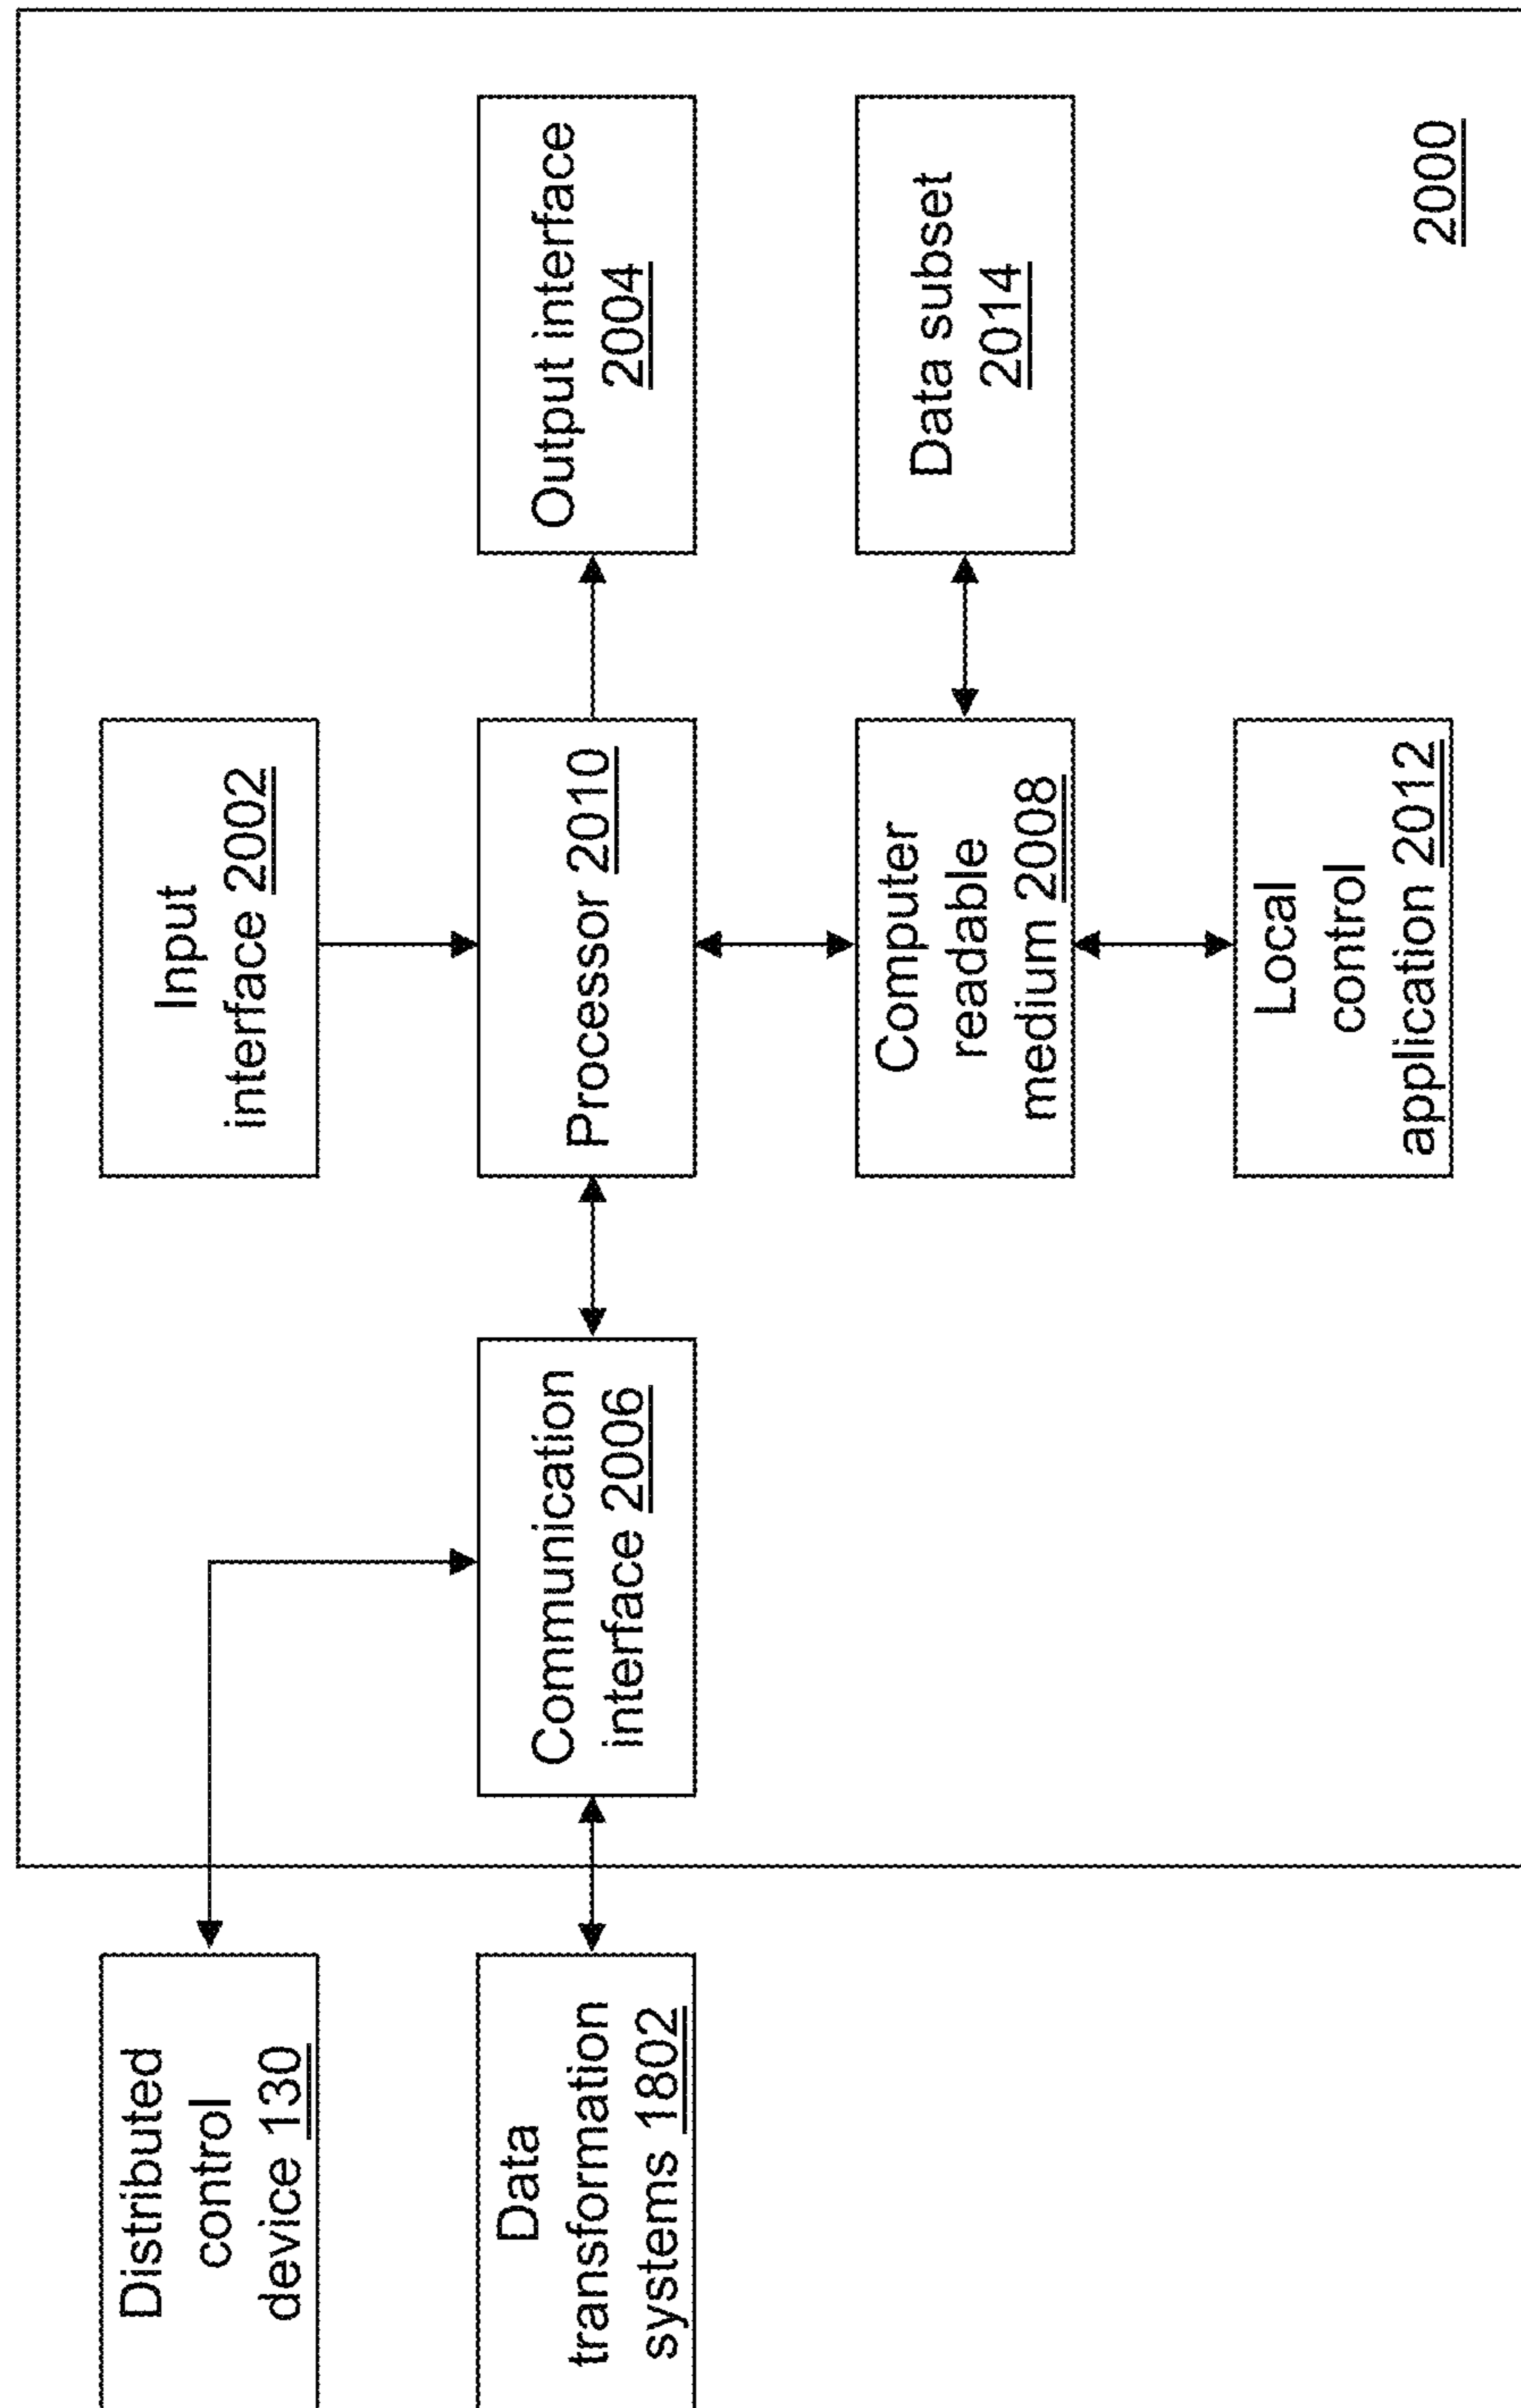 Distributed
control
device 130
Input
interface 2002
Data
transformation
systems 1802
Communication
interface 2006
Processor 2010
Output interface
2004
Computer
readable
medium 2008
Data subset
2014
Local
control
application 2012
2000